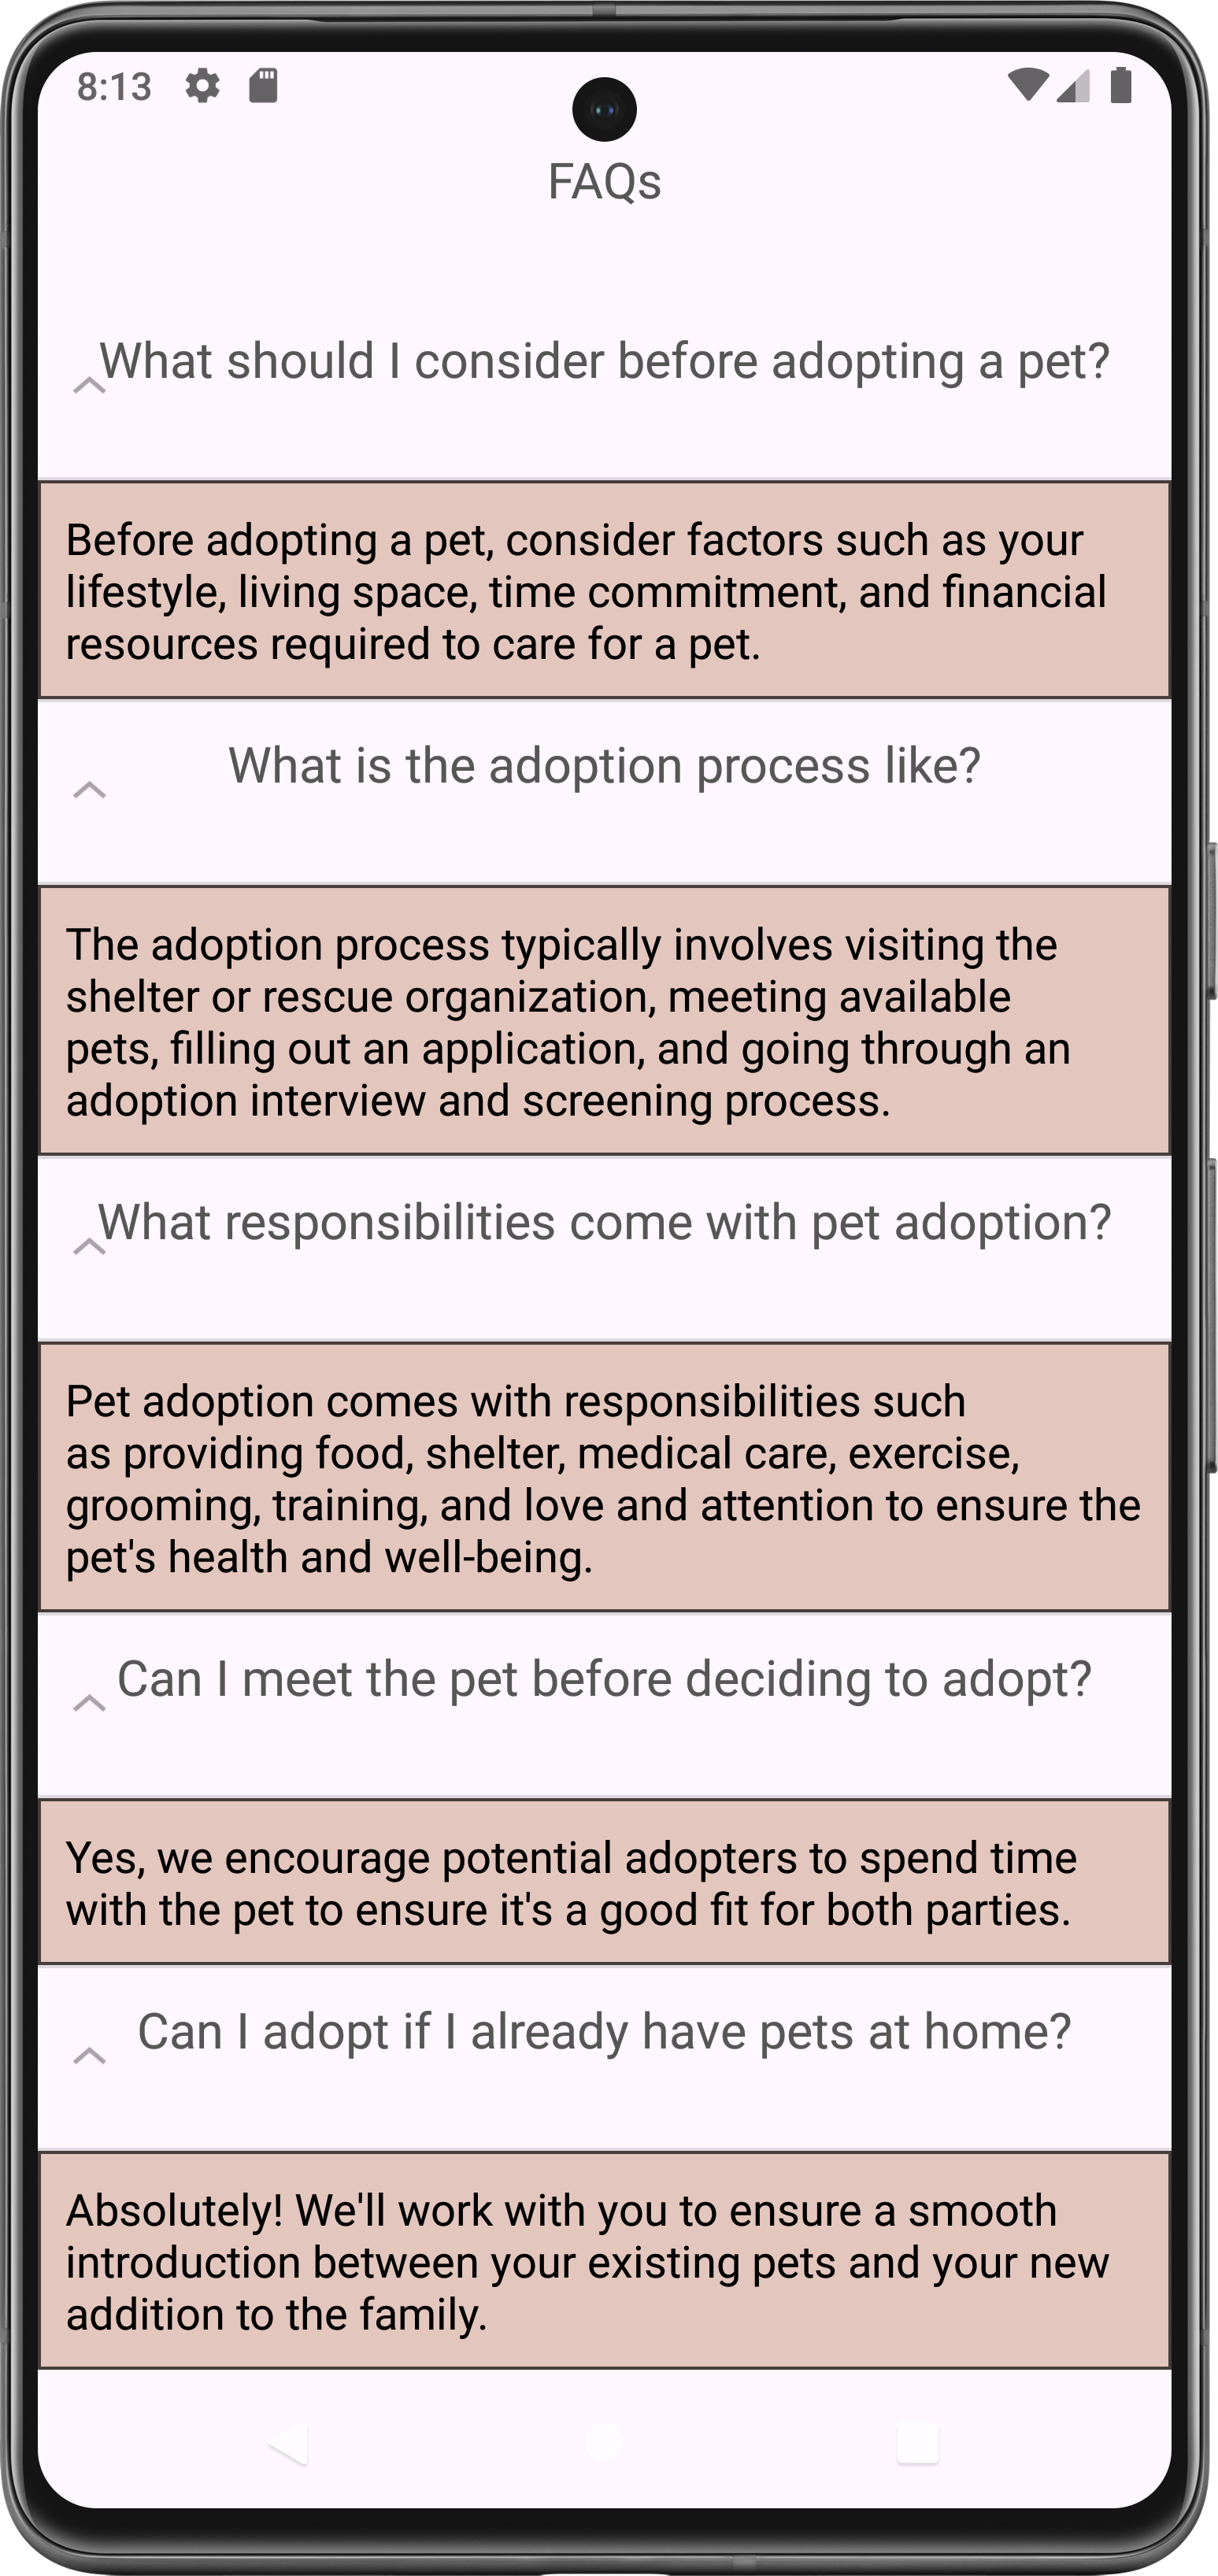 8:13
FAQs
What should I consider before adopting a pet?
Before adopting a pet, consider factors such as your
lifestyle, living space, time commitment, and financial
resources required to care for a pet.
What is the adoption process like?
The adoption process typically involves visiting the
shelter or rescue organization, meeting available
pets, filling out an application, and going through an
adoption interview and screening process.
What responsibilities come with pet adoption?
Pet adoption comes with responsibilities such
as providing food, shelter, medical care, exercise,
grooming, training, and love and attention to ensure the
pet's health and well-being.
Can I meet the pet before deciding to adopt?
Yes, we encourage potential adopters to spend time
with the pet to ensure it's a good fit for both parties.
Can I adopt if I already have pets at home?
Absolutely! We'll work with you to ensure a smooth
introduction between your existing pets and your new
addition to the family.